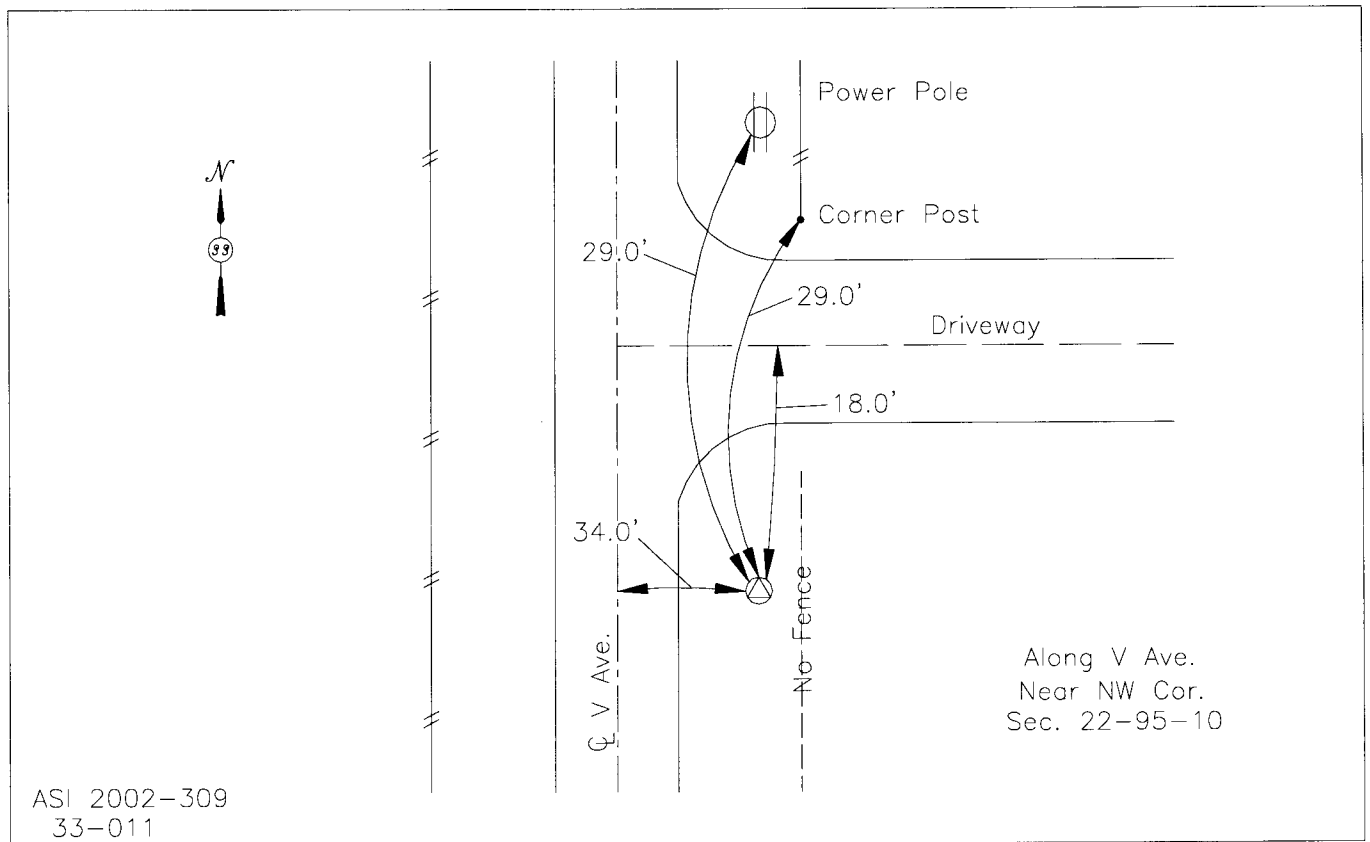 Power Pole
N
33
Corner Post
29.0'
29.0'
Driveway
18.0'
34.0'
No Fence
℄ V Ave.
Along V Ave.
Near NW Cor.
Sec. 22-95-10
ASI 2002-309
33-011